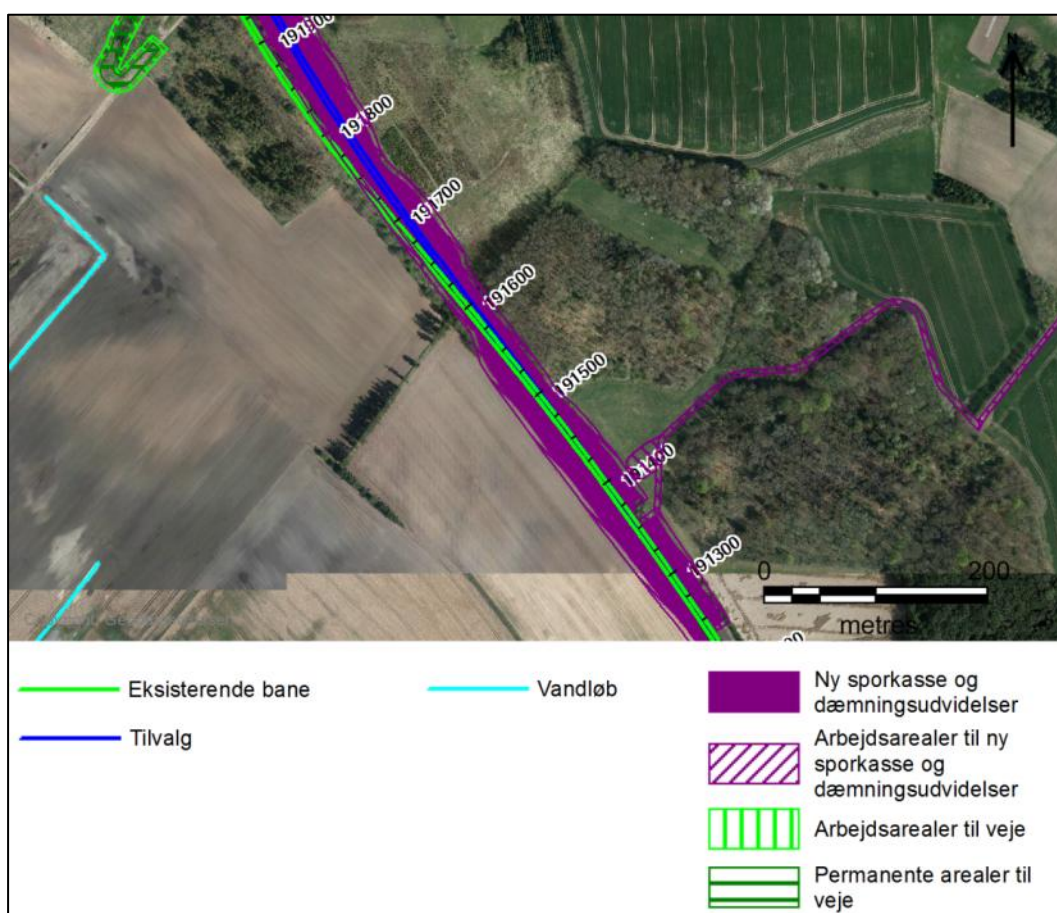 191800
191700
191600
191500
191400
191300
0
200
metres
Eksisterende bane
Tilvalg
Vandløb
Ny sporkasse og
dæmningsudvidelser
Arbejdsarealer til ny
sporkasse og
dæmningsudvidelser
Arbejdsarealer til veje
Permanente arealer til
veje